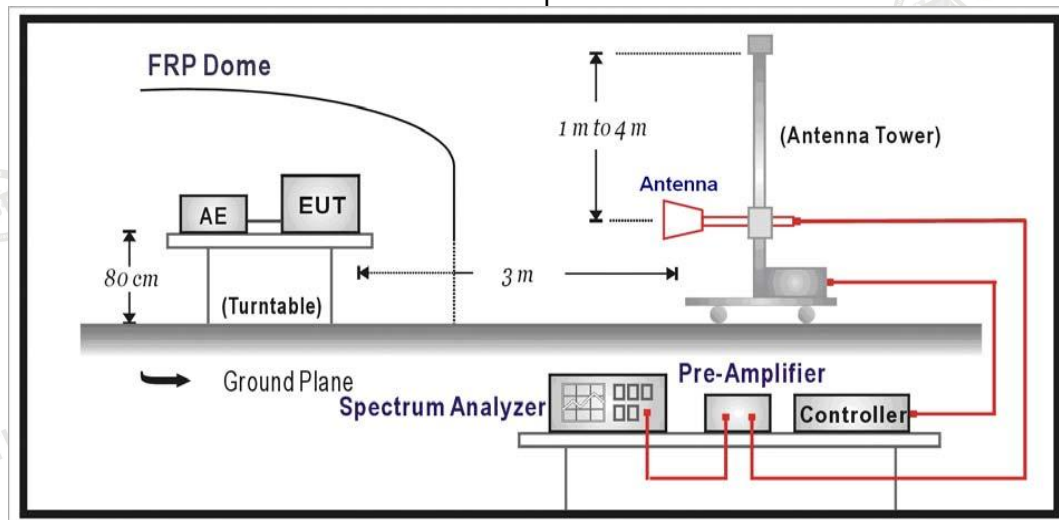 FRP Dome
1 m to 4 m
(Antenna Tower)
Antenna
AE
EUT
80 cm
3 m
(Turntable)
Ground Plane
Pre-Amplifier
Spectrum Analyzer
Controller